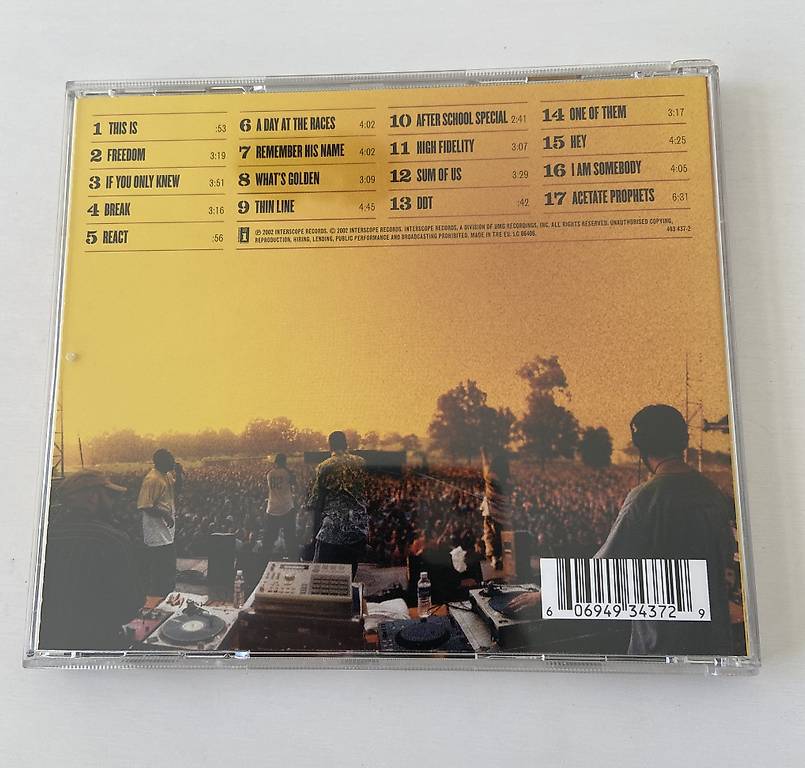 1 THIS IS :53
2 FREEDOM 3:19
3 IF YOU ONLY KNEW 3:51
4 BREAK 3:16
5 REACT :56
6 A DAY AT THE RACES 4:02
7 REMEMBER HIS NAME 4:02
8 WHAT'S GOLDEN 3:09
9 THIN LINE 4:45
10 AFTER SCHOOL SPECIAL 2:41
11 HIGH FIDELITY 3:07
12 SUM OF US 3:29
13 DDT :42
14 ONE OF THEM 3:17
15 HEY 4:25
16 I AM SOMEBODY 4:05
17 ACETATE PROPHETS 6:31
i ℗ 2002 INTERSCOPE RECORDS. © 2002 INTERSCOPE RECORDS. INTERSCOPE RECORDS, A DIVISION OF UMG RECORDINGS, INC. ALL RIGHTS RESERVED. UNAUTHORISED COPYING,
REPRODUCTION, HIRING, LENDING, PUBLIC PERFORMANCE AND BROADCASTING PROHIBITED. MADE IN THE EU. LC 06406. 493 437-2
6 06949 34372 9